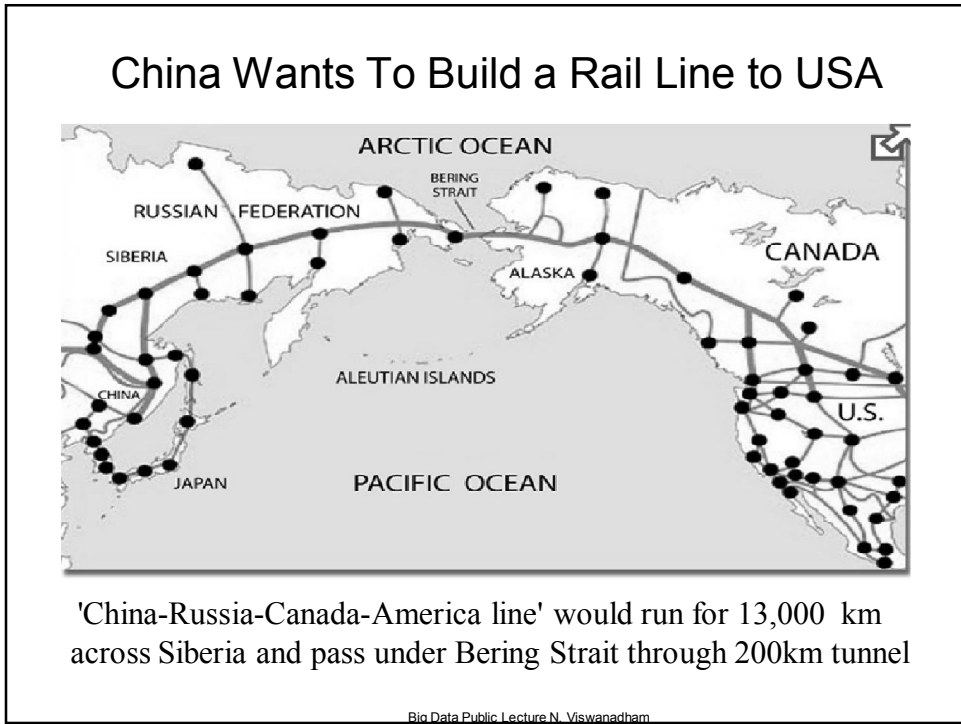 China Wants To Build a Rail Line to USA
ARCTIC OCEAN
BERING
STRAIT
RUSSIAN FEDERATION
SIBERIA
CANADA
ALASKA
ALEUTIAN ISLANDS
CHINA
U.S.
JAPAN
PACIFIC OCEAN
'China-Russia-Canada-America line' would run for 13,000 km
across Siberia and pass under Bering Strait through 200km tunnel
Big Data Public Lecture N. Viswanadham